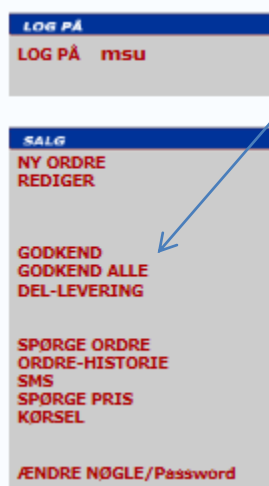 LOG PÅ
LOG PÅ msu
SALG
NY ORDRE
REDIGER
GODKEND
GODKEND ALLE
DEL-LEVERING
SPØRGE ORDRE
ORDRE-HISTORIE
SMS
SPØRGE PRIS
KØRSEL
ÆNDRE NØGLE/Password